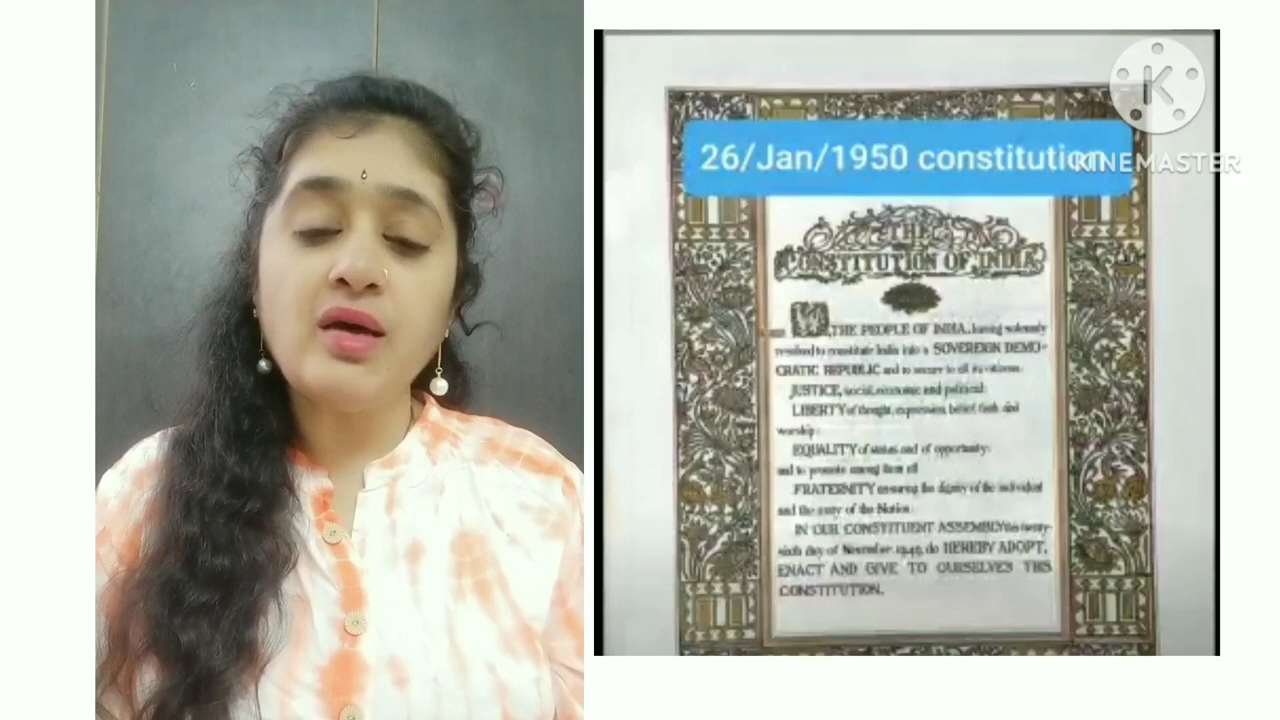 26/Jan/1950 constitution
KINEMASTER
THE
CONSTITUTION OF INDIA
WE, THE PEOPLE OF INDIA, having solemnly
resolved to constitute India into a SOVEREIGN DEMO-
CRATIC REPUBLIC and to secure to all its citizens:
JUSTICE, social, economic and political;
LIBERTY of thought, expression, belief, faith and
worship;
EQUALITY of status and of opportunity;
and to promote among them all
FRATERNITY assuring the dignity of the individual
and the unity of the Nation;
IN OUR CONSTITUENT ASSEMBLY this twenty-
sixth day of November, 1949, do HEREBY ADOPT,
ENACT AND GIVE TO OURSELVES THIS
CONSTITUTION.